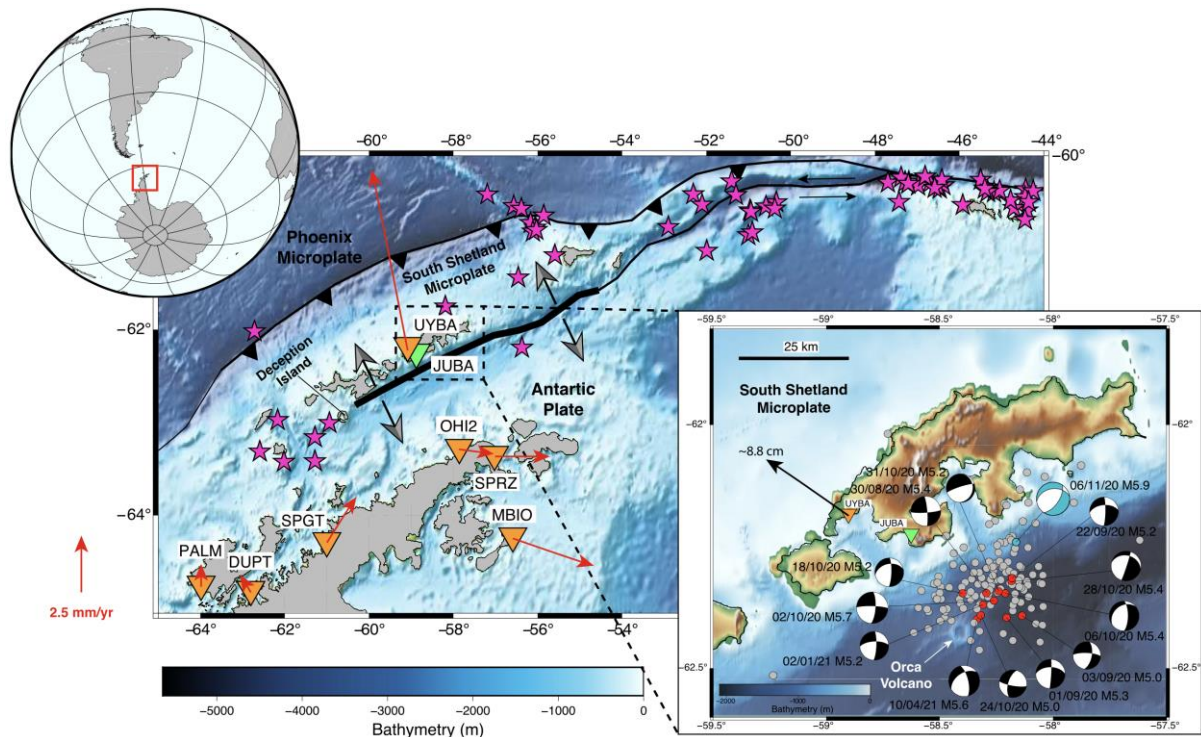 −60°
−58°
−56°
−54°
−52°
−50°
−48°
−46°
−44°
−60°
Phoenix
Microplate
South Shetland
Microplate
−62°
UYBA
JUBA
Deception
Island
Antartic
Plate
OHI2
SPRZ
−64°
SPGT
MBIO
PALM
DUPT
2.5 mm/yr
−64°
−62°
−60°
−58°
−56°
−54°
−5000
−4000
−3000
−2000
−1000
0
Bathymetry (m)
−59.5°
−59°
−58.5°
−58°
−57.5°
25 km
South Shetland
Microplate
−62°
−62°
~8.8 cm
31/10/20 M5.2
30/08/20 M5.4
06/11/20 M5.9
UYBA
JUBA
22/09/20 M5.2
18/10/20 M5.2
28/10/20 M5.4
02/10/20 M5.7
06/10/20 M5.4
02/01/21 M5.2
03/09/20 M5.0
Orca
Volcano
01/09/20 M5.3
−62.5°
−62.5°
10/04/21 M5.6
24/10/20 M5.0
−2000
−1000
0
Bathymetry (m)
−59.5°
−59°
−58.5°
−58°
−57.5°